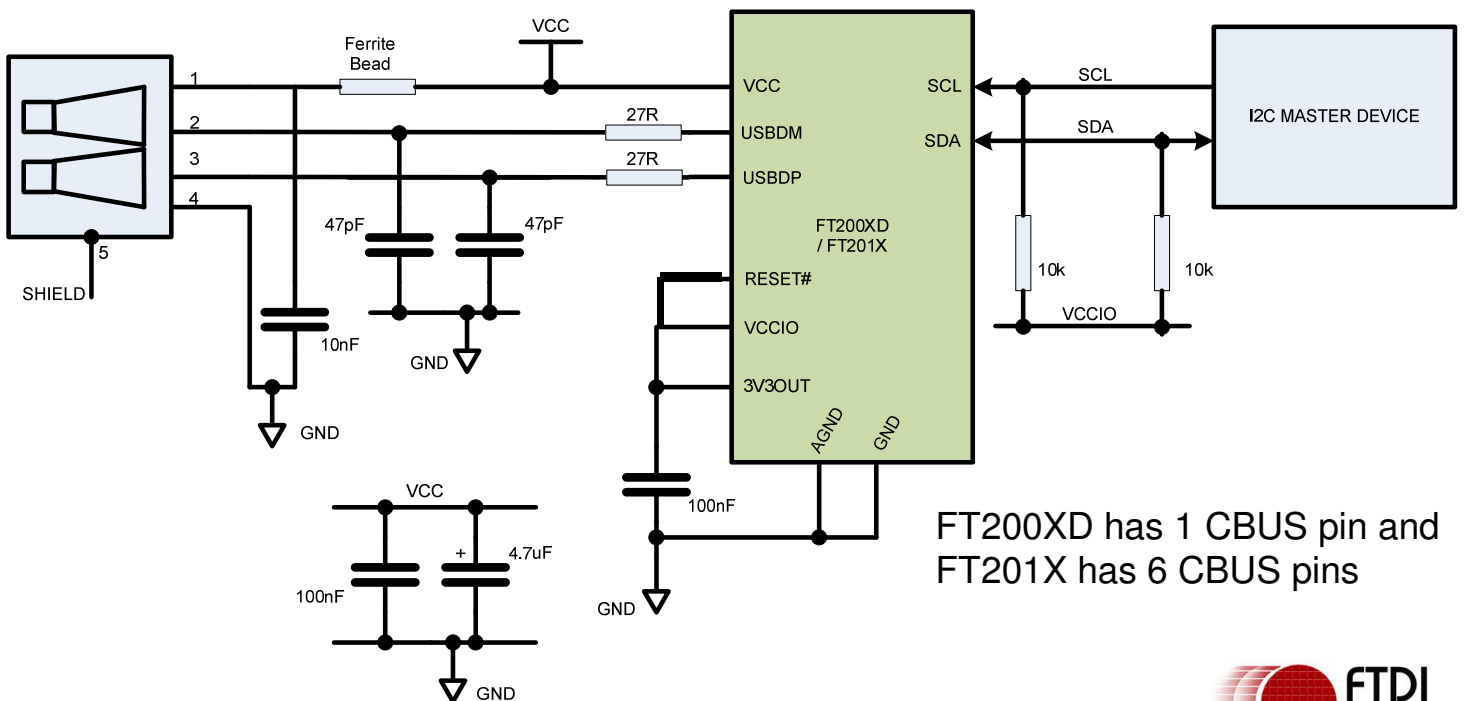 VCC
Ferrite
Bead
1
2
3
4
5
SHIELD
27R
27R
47pF
47pF
10nF
GND
GND
VCC
USBDM
USBDP
FT200XD
/ FT201X
RESET#
VCCIO
3V3OUT
AGND
GND
SCL
SDA
SCL
SDA
I2C MASTER DEVICE
10k
10k
VCCIO
100nF
GND
VCC
100nF
+
4.7uF
GND
FT200XD has 1 CBUS pin and
FT201X has 6 CBUS pins
FTDI